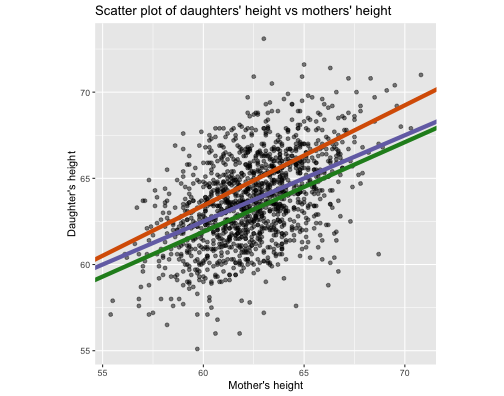 Scatter plot of daughters' height vs mothers' height
Daughter's height
70
65
60
55
55 60 65 70
Mother's height